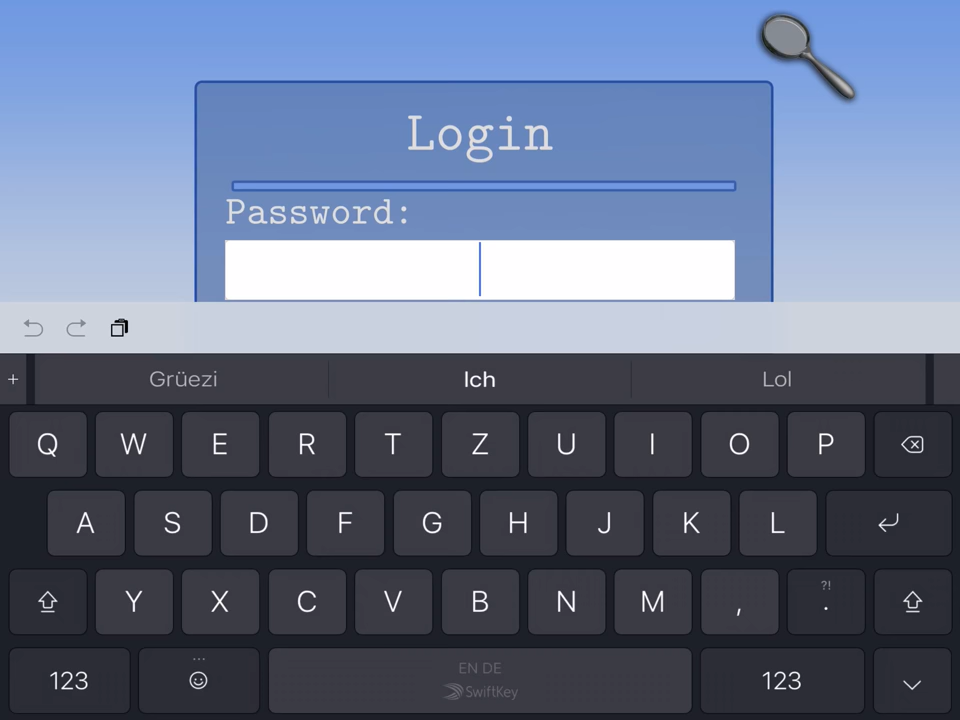 Login
Password:
+ Grüezi Ich Lol
Q W E R T Z U I O P
A S D F G H J K L
Y X C V B N M , ?! .
123 ... EN DE 123
SwiftKey